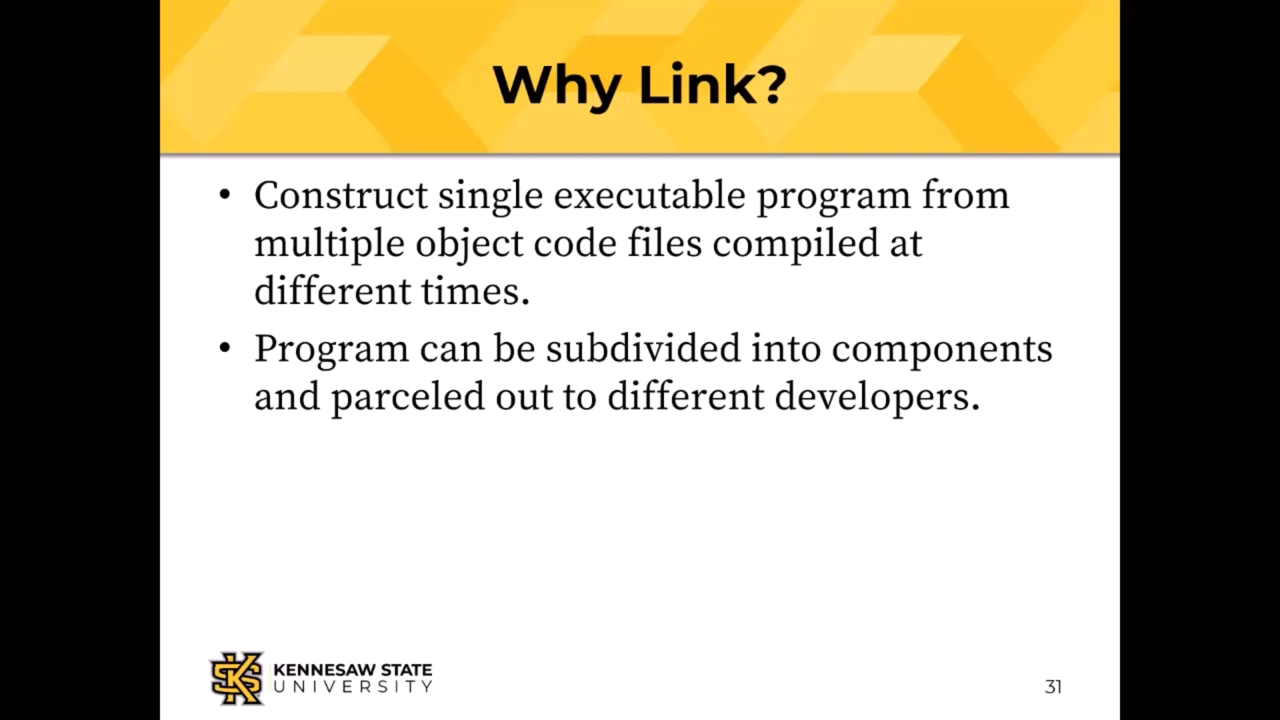 Why Link?
• Construct single executable program from
multiple object code files compiled at
different times.
• Program can be subdivided into components
and parceled out to different developers.
KENNESAW STATE
UNIVERSITY
31